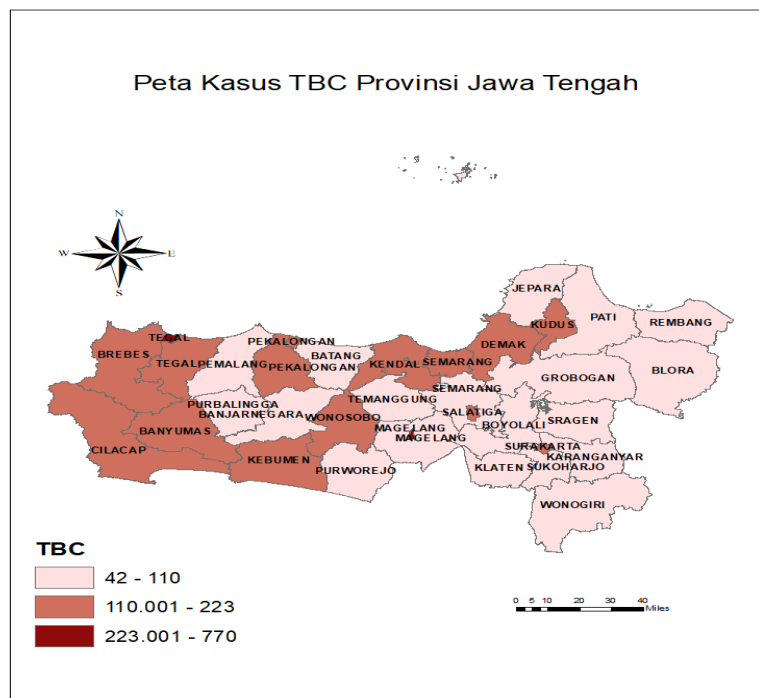 Peta Kasus TBC Provinsi Jawa Tengah
N
W
E
S
JEPARA
PATI
KUDUS
REMBANG
TEGAL
PEKALONGAN
DEMAK
BREBES
BATANG
SEMARANG
TEGAL
PEMALANG
PEKALONGAN
KENDAL
BLORA
GROBOGAN
SEMARANG
TEMANGGUNG
PURBALINGGA
BANJARNEGARA
WONOSOBO
SALATIGA
SRAGEN
BOYOLALI
BANYUMAS
MAGELANG
MAGELANG
SURAKARTA
CILACAP
KARANGANYAR
KEBUMEN
PURWOREJO
KLATEN
SUKOHARJO
WONOGIRI
TBC
42 - 110
110.001 - 223
223.001 - 770
0 5 10 20 30 40
Miles